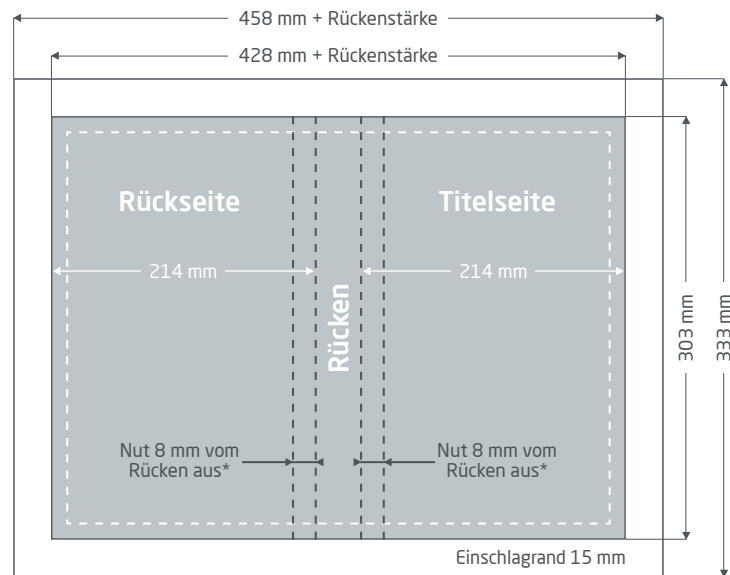 458 mm + Rückenstärke
428 mm + Rückenstärke
Rückseite
Titelseite
214 mm
214 mm
Rücken
303 mm
333 mm
Nut 8 mm vom
Rücken aus*
Nut 8 mm vom
Rücken aus*
Einschlagrand 15 mm